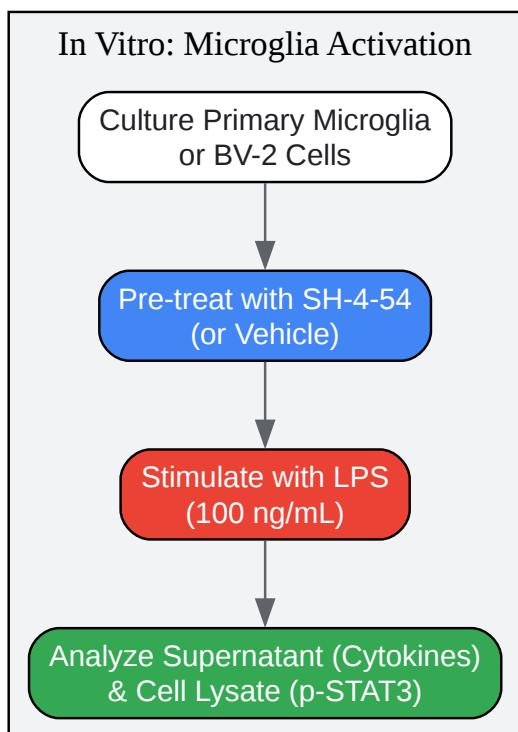 In Vitro: Microglia Activation
Culture Primary Microglia
or BV-2 Cells
Pre-treat with SH-4-54
(or Vehicle)
Stimulate with LPS
(100 ng/mL)
Analyze Supernatant (Cytokines)
& Cell Lysate (p-STAT3)